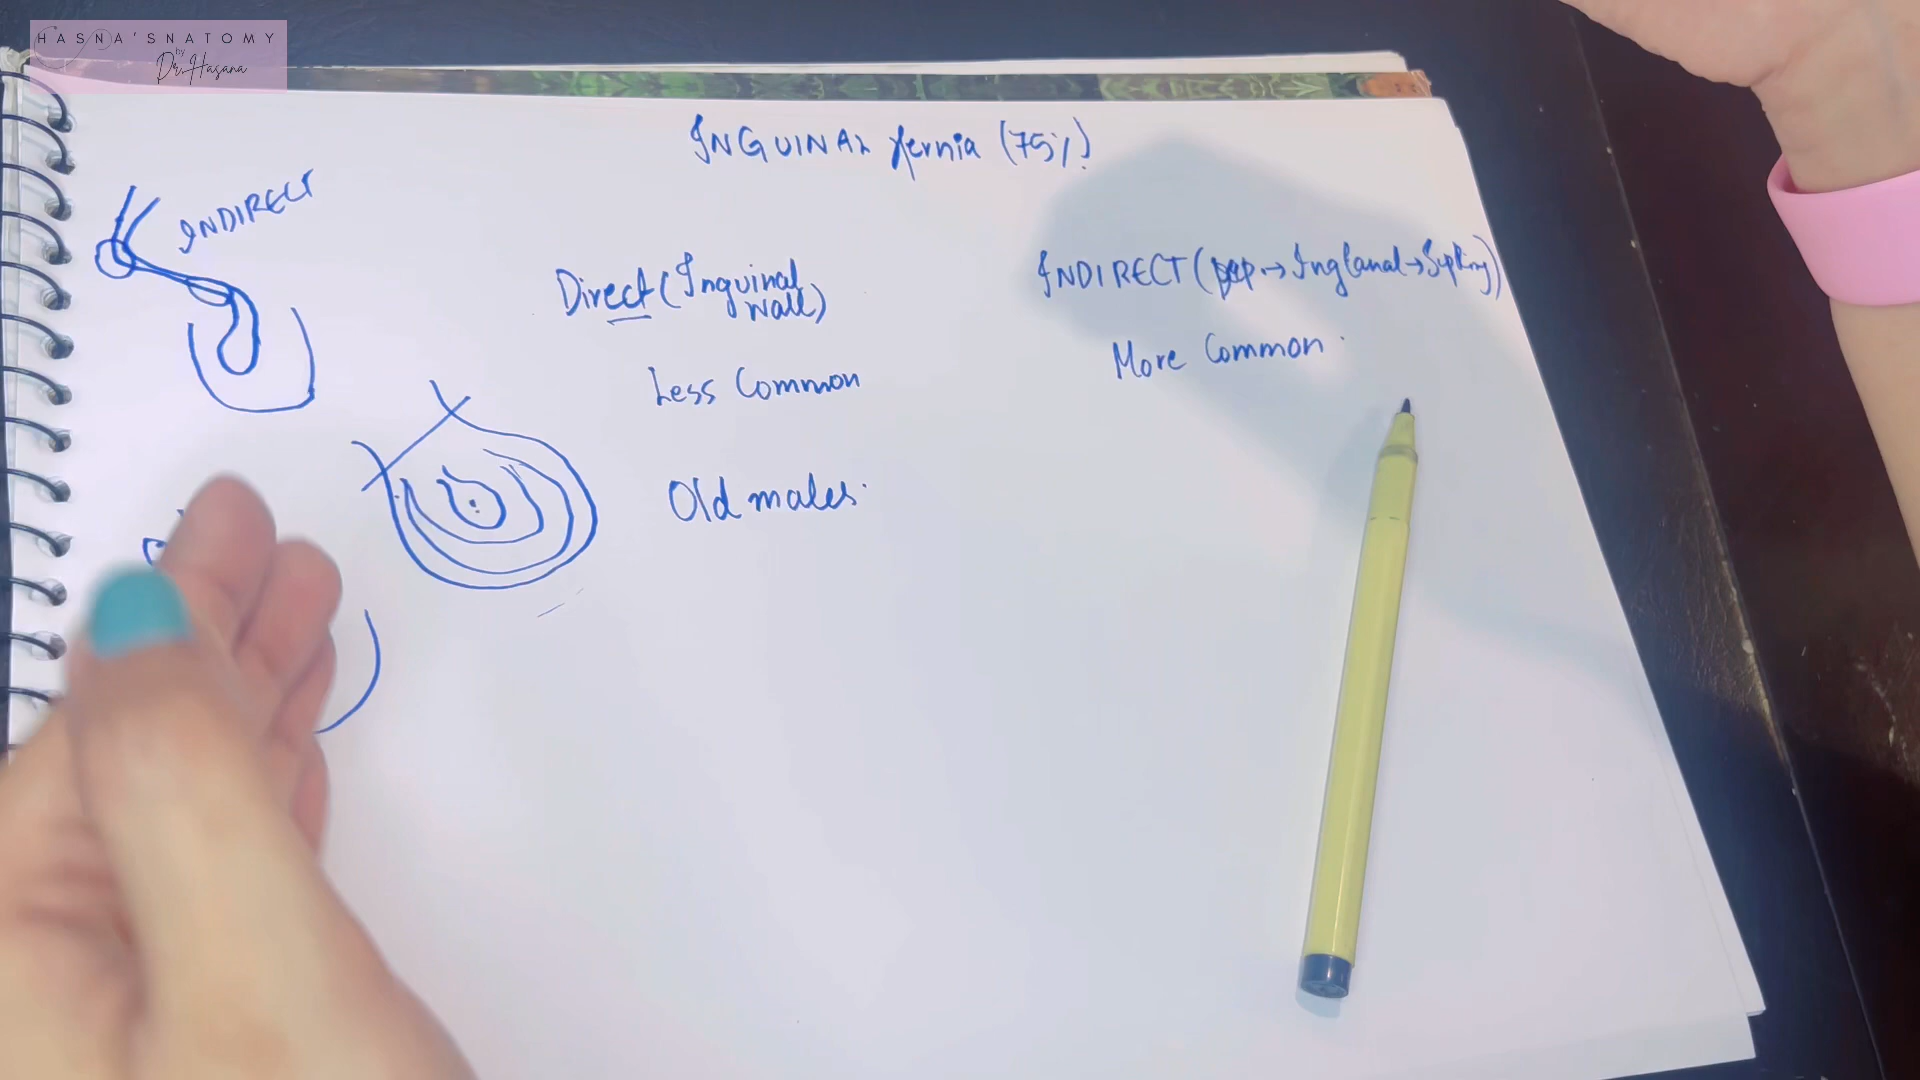 HASNA'SNATOMY
by
Dr. Hasana
INGUINAL Hernia (75%)
INDIRECT
Direct (Inguinal
wall)
INDIRECT ( → Ing Canal → Sup Ring)
Less Common
More Common
Old males